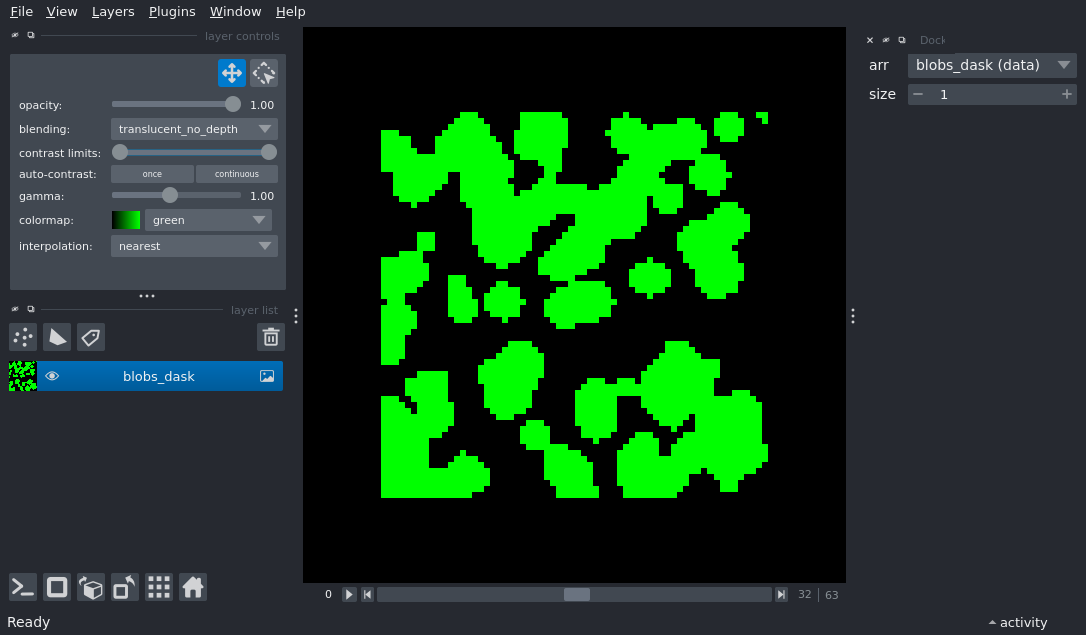 File View Layers Plugins Window Help
layer controls
opacity: 1.00
blending: translucent_no_depth
contrast limits:
auto-contrast: once continuous
gamma: 1.00
colormap: green
interpolation: nearest
layer list
blobs_dask
Dock
arr blobs_dask (data)
size 1
0 32 63
Ready
activity